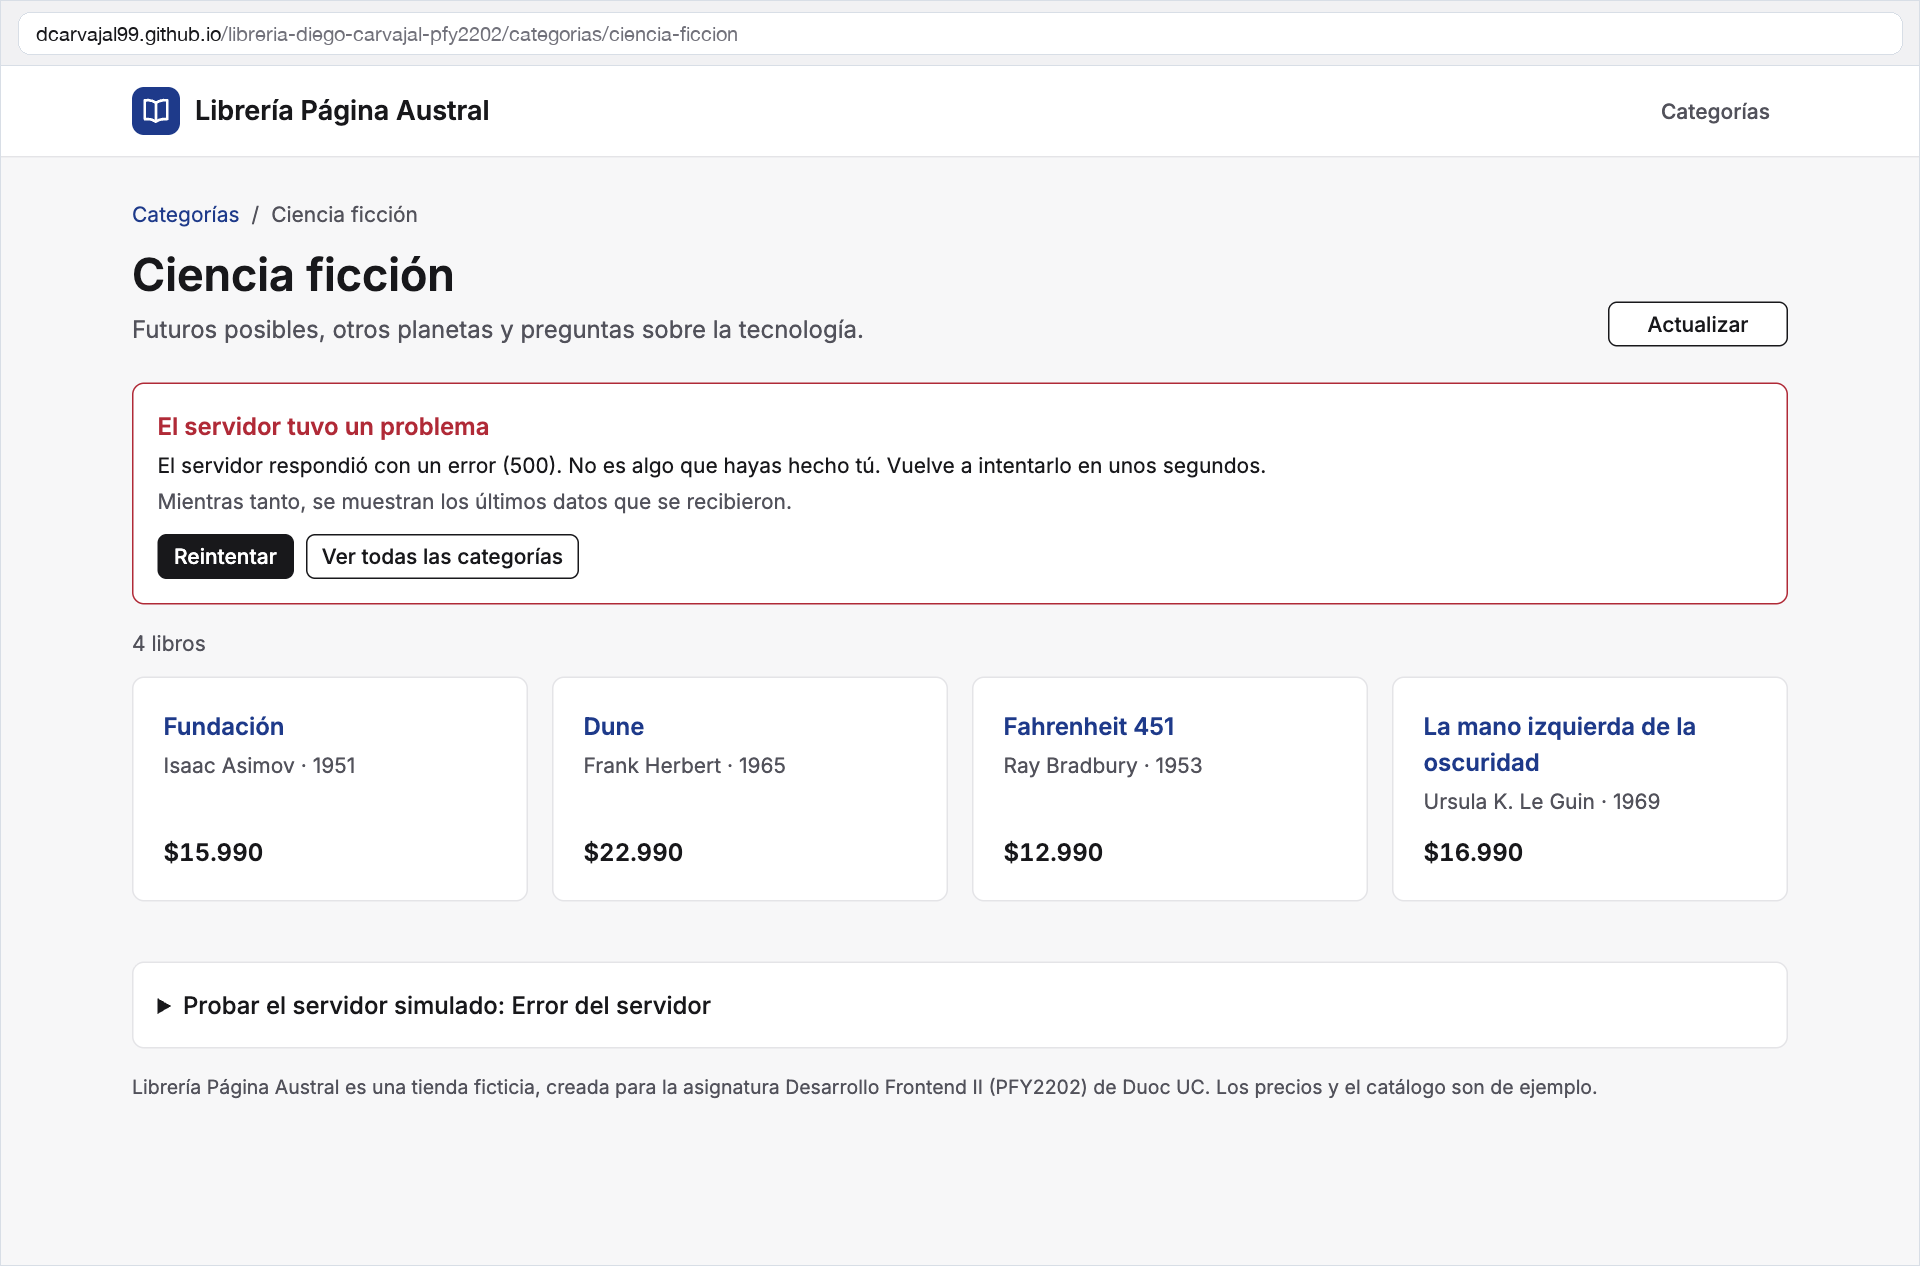 dcarvajal99.github.io/libreria-diego-carvajal-pfy2202/categorias/ciencia-ficcion
Librería Página Austral
Categorías
Categorías / Ciencia ficción
Ciencia ficción
Futuros posibles, otros planetas y preguntas sobre la tecnología.
Actualizar
El servidor tuvo un problema
El servidor respondió con un error (500). No es algo que hayas hecho tú. Vuelve a intentarlo en unos segundos.
Mientras tanto, se muestran los últimos datos que se recibieron.
Reintentar
Ver todas las categorías
4 libros
Fundación
Isaac Asimov · 1951
$15.990
Dune
Frank Herbert · 1965
$22.990
Fahrenheit 451
Ray Bradbury · 1953
$12.990
La mano izquierda de la
oscuridad
Ursula K. Le Guin · 1969
$16.990
Probar el servidor simulado: Error del servidor
Librería Página Austral es una tienda ficticia, creada para la asignatura Desarrollo Frontend II (PFY2202) de Duoc UC. Los precios y el catálogo son de ejemplo.